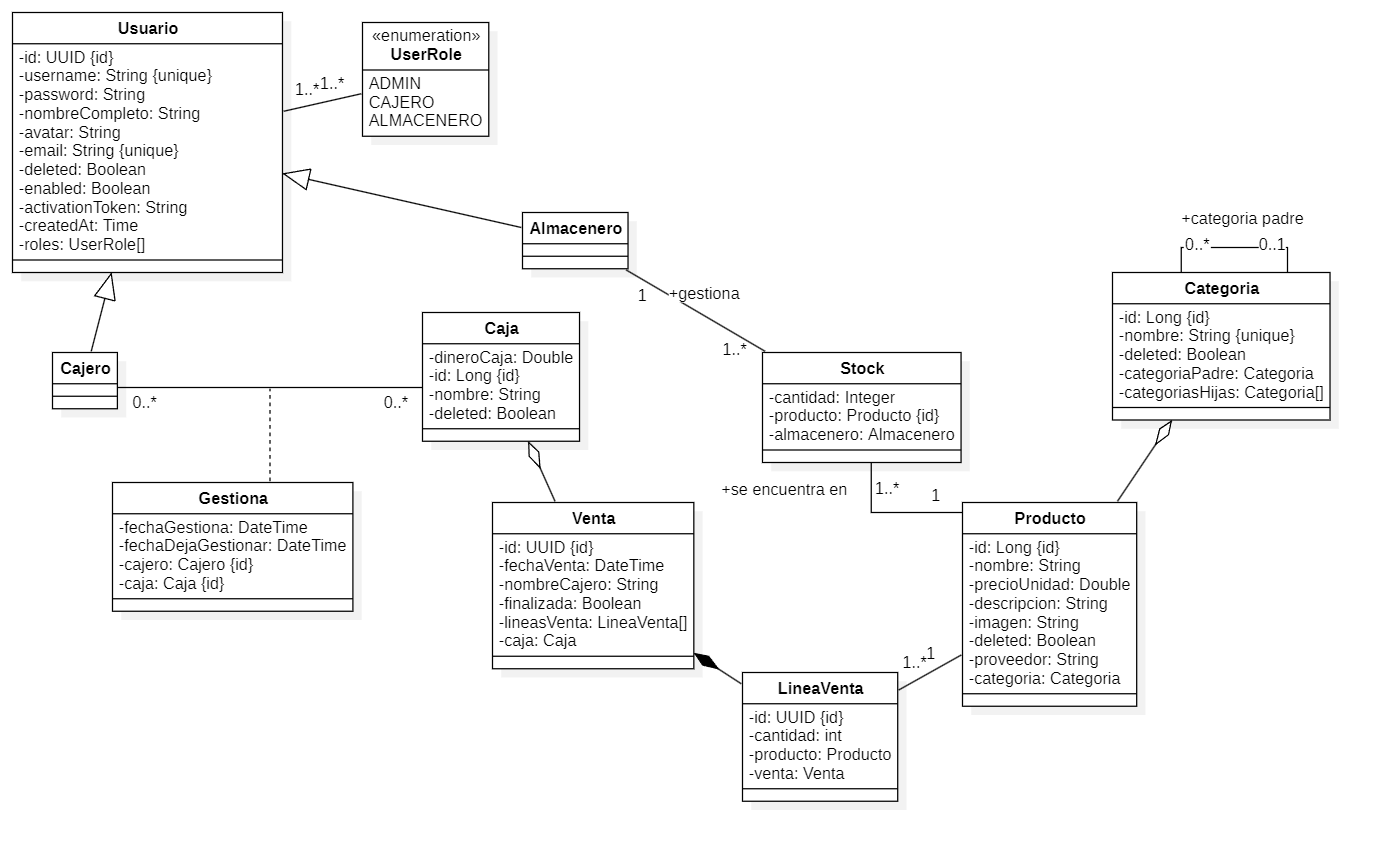 Usuario
-id: UUID {id}
-username: String {unique}
-password: String
-nombreCompleto: String
-avatar: String
-email: String {unique}
-deleted: Boolean
-enabled: Boolean
-activationToken: String
-createdAt: Time
-roles: UserRole[]
1..*
1..*
«enumeration»
UserRole
ADMIN
CAJERO
ALMACENERO
Almacenero
1
+gestiona
1..*
+categoria padre
0..*
0..1
Categoria
-id: Long {id}
-nombre: String {unique}
-deleted: Boolean
-categoriaPadre: Categoria
-categoriasHijas: Categoria[]
Cajero
0..*
0..*
Caja
-dineroCaja: Double
-id: Long {id}
-nombre: String
-deleted: Boolean
Stock
-cantidad: Integer
-producto: Producto {id}
-almacenero: Almacenero
+se encuentra en
1..*
1
Gestiona
-fechaGestiona: DateTime
-fechaDejaGestionar: DateTime
-cajero: Cajero {id}
-caja: Caja {id}
Venta
-id: UUID {id}
-fechaVenta: DateTime
-nombreCajero: String
-finalizada: Boolean
-lineasVenta: LineaVenta[]
-caja: Caja
Producto
-id: Long {id}
-nombre: String
-precioUnidad: Double
-descripcion: String
-imagen: String
-deleted: Boolean
-proveedor: String
-categoria: Categoria
1..*
1
LineaVenta
-id: UUID {id}
-cantidad: int
-producto: Producto
-venta: Venta